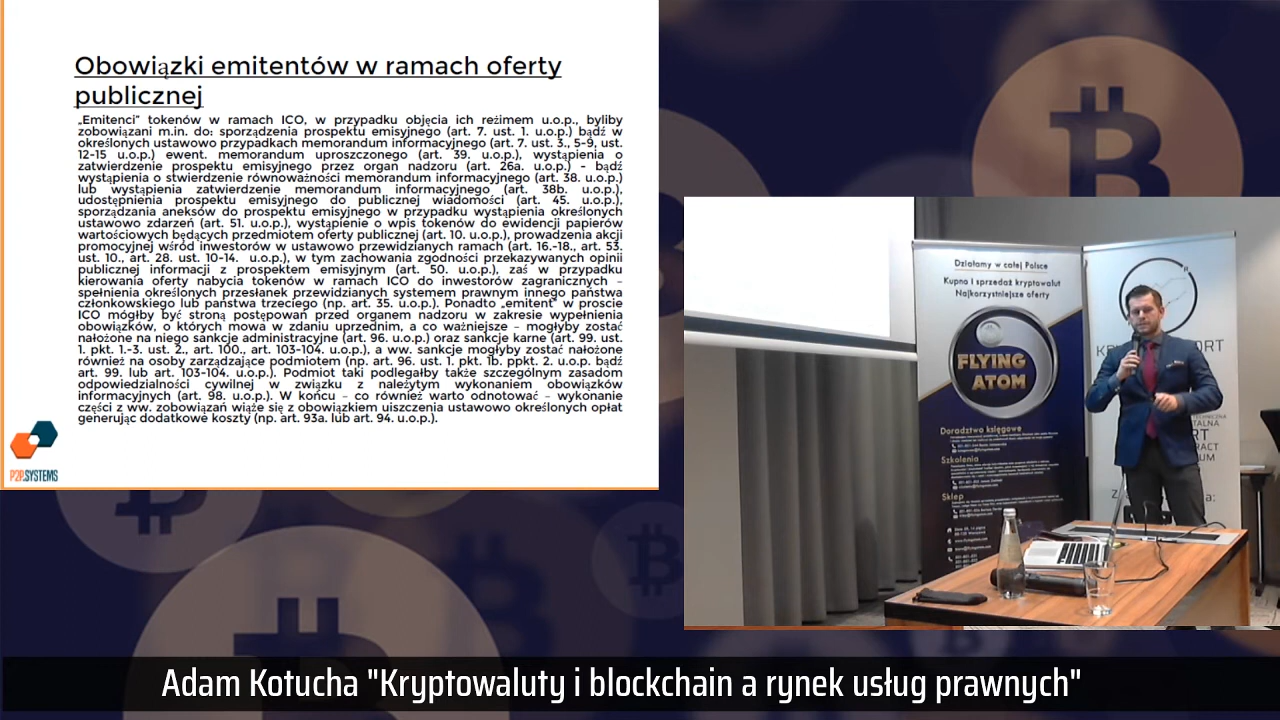 Obowiązki emitentów w ramach oferty
publicznej
„Emitenci” tokenów w ramach ICO, w przypadku objęcia ich reżimem u.o.p., byliby
zobowiązani m.in. do: sporządzenia prospektu emisyjnego (art. 7. ust. 1. u.o.p.) bądź w
określonych ustawowo przypadkach memorandum informacyjnego (art. 7. ust. 3., 5-9, ust.
12-15 u.o.p.) ewent. memorandum uproszczonego (art. 39. u.o.p.), wystąpienia o
zatwierdzenie prospektu emisyjnego przez organ nadzoru (art. 26a. u.o.p.) - bądź
wystąpienia o stwierdzenie równoważności memorandum informacyjnego (art. 38. u.o.p.)
lub wystąpienia zatwierdzenie memorandum informacyjnego (art. 38b. u.o.p.),
udostępnienia prospektu emisyjnego do publicznej wiadomości (art. 45. u.o.p.),
sporządzania aneksów do prospektu emisyjnego w przypadku wystąpienia określonych
ustawowo zdarzeń (art. 51. u.o.p.), wystąpienie o wpis tokenów do ewidencji papierów
wartościowych będących przedmiotem oferty publicznej (art. 10. u.o.p.), prowadzenia akcji
promocyjnej wśród inwestorów w ustawowo przewidzianych ramach (art. 16.-18., art. 53.
ust. 10., art. 28. ust. 10-14. u.o.p.), w tym zachowania zgodności przekazywanych opinii
publicznej informacji z prospektem emisyjnym (art. 50. u.o.p.), zaś w przypadku
kierowania oferty nabycia tokenów w ramach ICO do inwestorów zagranicznych –
spełnienia określonych przesłanek przewidzianych systemem prawnym innego państwa
członkowskiego lub państwa trzeciego (np. art. 35. u.o.p.). Ponadto „emitent” w proscie
ICO mógłby być stroną postępowań przed organem nadzoru w zakresie wypełnienia
obowiązków, o których mowa w zdaniu uprzednim, a co ważniejsze – mogłyby zostać
nałożone na niego sankcje administracyjne (art. 96. u.o.p.) oraz sankcje karne (art. 99. ust.
1. pkt. 1.-3. ust. 2., art. 100., art. 103-104. u.o.p.), a ww. sankcje mogłyby zostać nałożone
również na osoby zarządzające podmiotem (np. art. 96. ust. 1. pkt. 1b. ppkt. 2. u.o.p. bądź
art. 99. lub art. 103-104. u.o.p.). Podmiot taki podlegałby także szczególnym zasadom
odpowiedzialności cywilnej w związku z należytym wykonaniem obowiązków
informacyjnych (art. 98. u.o.p.). W końcu – co również warto odnotować – wykonanie
części z ww. zobowiązań wiąże się z obowiązkiem uiszczenia ustawowo określonych opłat
generując dodatkowe koszty (np. art. 93a. lub art. 94. u.o.p.).
P2P.SYSTEMS
Działamy w całej Polsce
Kupno i sprzedaż kryptowalut
Najkorzystniejsze oferty
FLYING
ATOM
Doradztwo księgowe
Szkolenia
Sklep
Adam Kotucha "Kryptowaluty i blockchain a rynek usług prawnych"